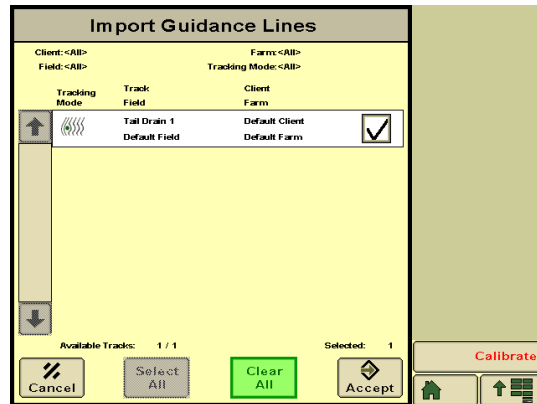 Import Guidance Lines
Client:<All> Farm:<All>
Field:<All> Tracking Mode:<All>
Tracking Mode Track Field Client Farm
Tail Drain 1 Default Client
Default Field Default Farm
Available Tracks: 1 / 1 Selected: 1
Cancel
Select All
Clear All
Accept
Calibrate